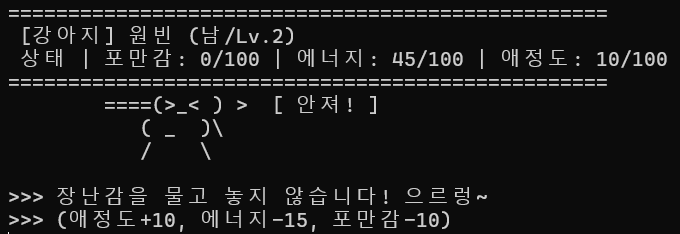 ==================================================
[강아지] 원빈 (남/Lv.2)
상태 | 포만감: 0/100 | 에너지: 45/100 | 애정도: 10/100
==================================================
====(>_< ) >  [ 안져! ]
( _  )\
/    \
>>> 장난감을 물고 놓지 않습니다! 으르렁~
>>> (애정도+10, 에너지-15, 포만감-10)